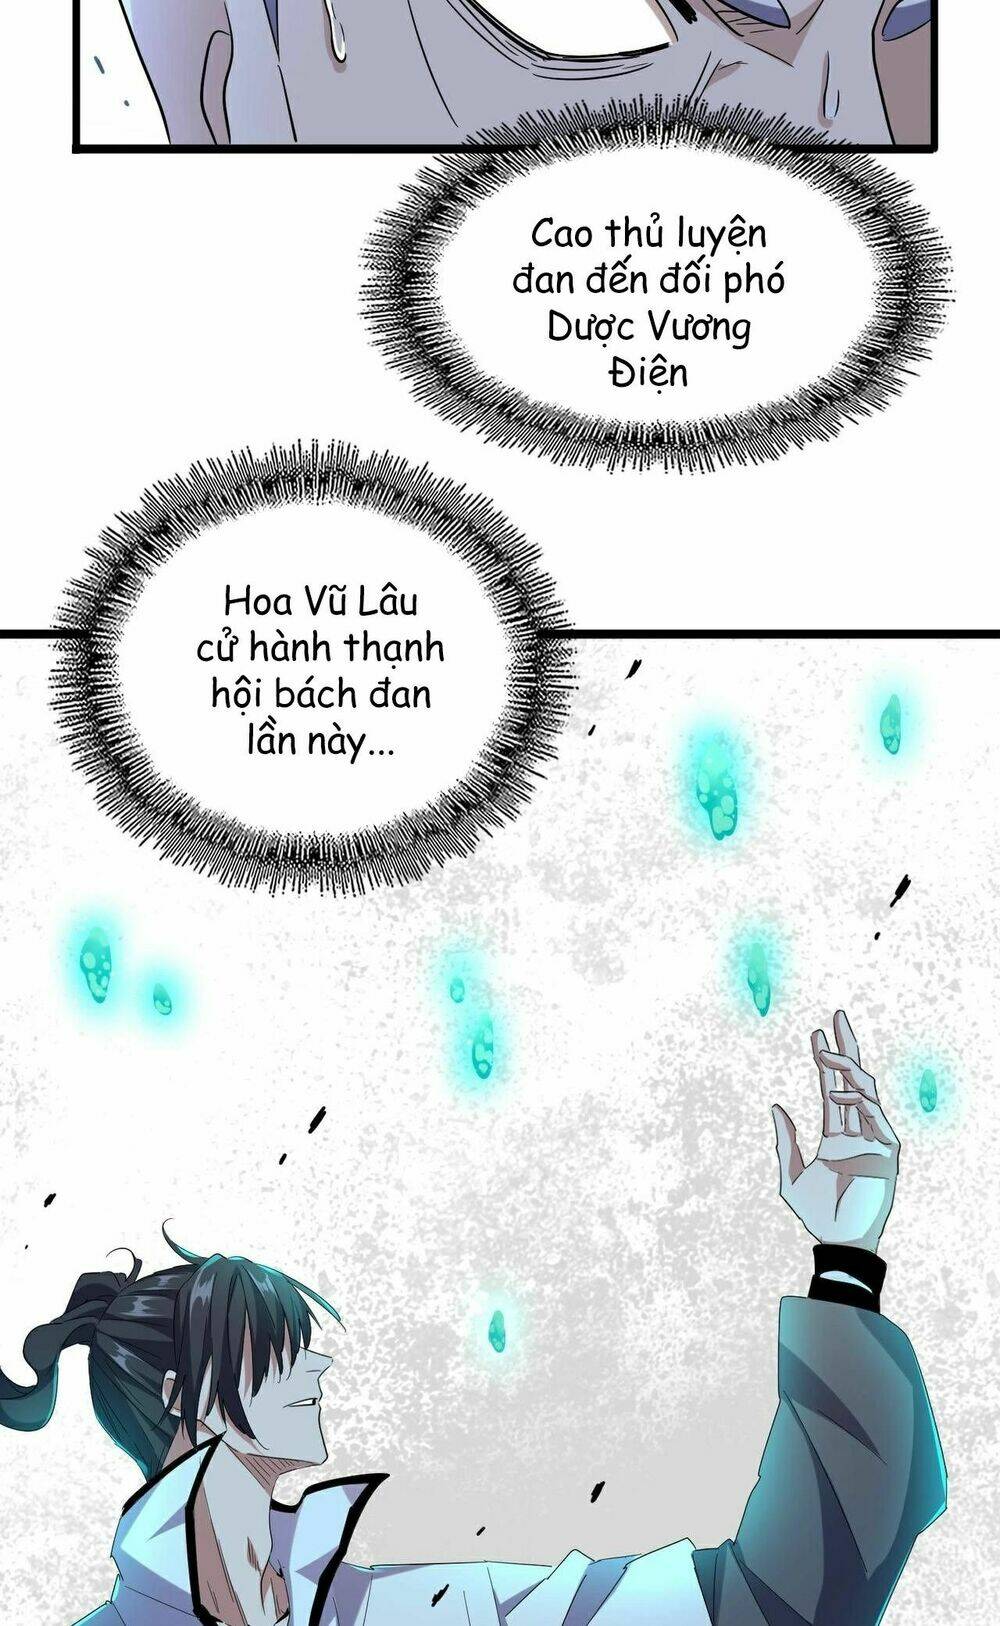 Cao thủ luyện
đan đến đối phó
Dược Vương
Điện
Hoa Vũ Lâu
cử hành thạnh
hội bách đan
lần này...